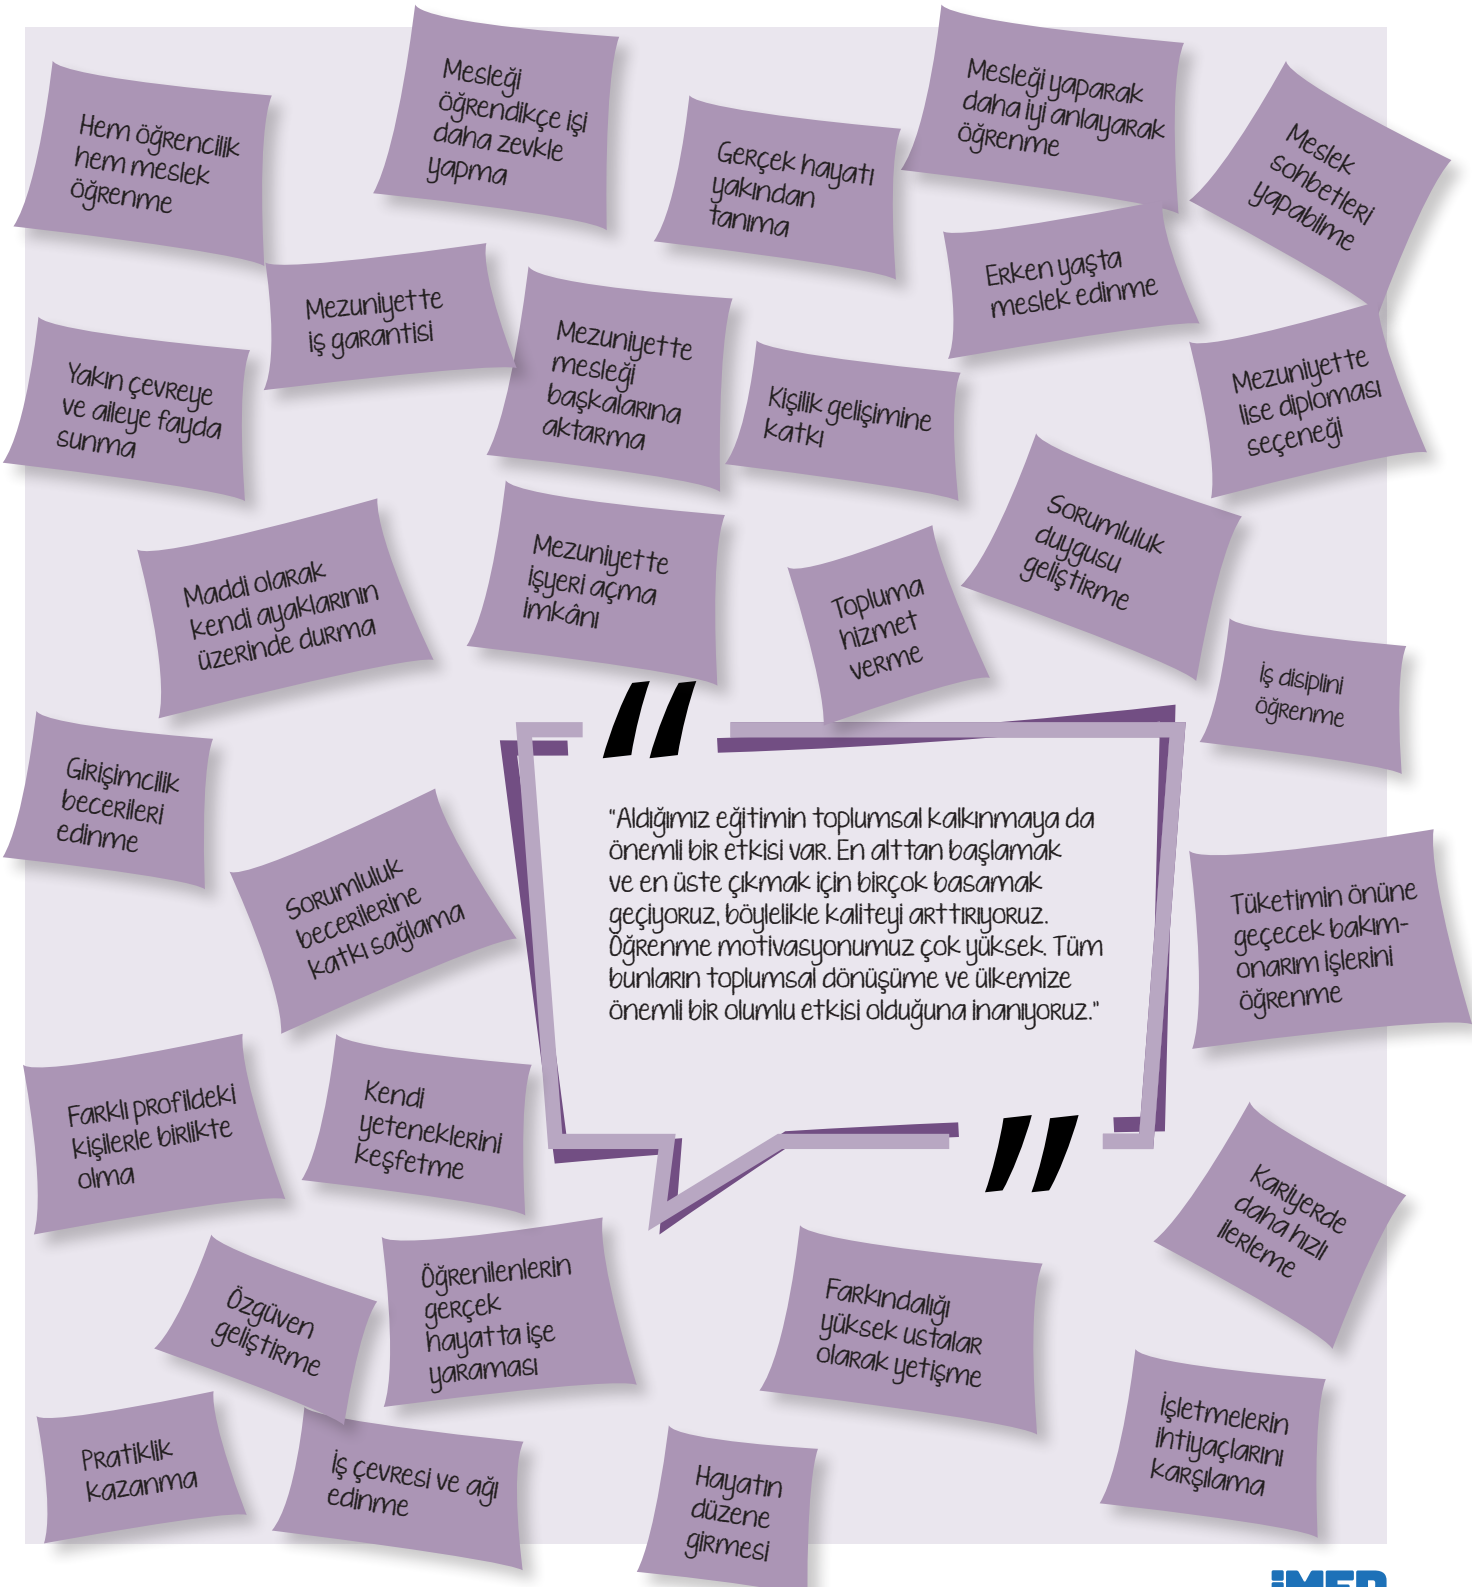 Hem öğrencilik
hem meslek
öğrenme
Mesleği
öğrendikçe işi
daha zevkle
yapma
Gerçek hayatı
yakından
tanıma
Mesleği yaparak
daha iyi anlayarak
öğrenme
Meslek
sohbetleri
yapabilme
Mezuniyette
iş garantisi
Erken yaşta
meslek edinme
Yakın çevreye
ve aileye fayda
sunma
Mezuniyette
mesleği
başkalarına
aktarma
Kişilik gelişimine
katkı
Mezuniyette
lise diploması
seçeneği
Maddi olarak
kendi ayaklarının
üzerinde durma
Mezuniyette
işyeri açma
imkânı
Topluma
hizmet
verme
Sorumluluk
duygusu
geliştirme
İş disiplini
öğrenme
Girişimcilik
becerileri
edinme
Sorumluluk
becerilerine
katkı sağlama
"Aldığımız eğitimin toplumsal kalkınmaya da
önemli bir etkisi var. En alttan başlamak
ve en üste çıkmak için birçok basamak
geçiyoruz, böylelikle kaliteyi arttırıyoruz.
Öğrenme motivasyonumuz çok yüksek. Tüm
bunların toplumsal dönüşüme ve ülkemize
önemli bir olumlu etkisi olduğuna inanıyoruz."
Tüketimin önüne
geçecek bakım-
onarım işlerini
öğrenme
Farklı profildeki
kişilerle birlikte
olma
Kendi
yeteneklerini
keşfetme
Kariyerde
daha hızlı
ilerleme
Özgüven
geliştirme
Öğrenilenlerin
gerçek
hayatta işe
yaraması
Farkındalığı
yüksek ustalar
olarak yetişme
İşletmelerin
ihtiyaçlarını
karşılama
Pratiklik
kazanma
İş çevresi ve ağı
edinme
Hayatın
düzene
girmesi